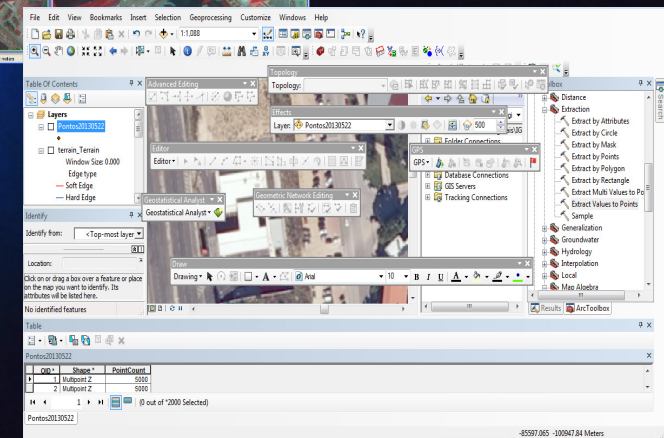 video
File Edit View Bookmarks Insert Selection Geoprocessing Customize Windows Help
1:1,088
Topology
Topology:
Table Of Contents
Layers
Pontos20130522
terrain_Terrain
Window Size: 0.000
Edge type
Soft Edge
Hard Edge
Advanced Editing
Effects
Layer: Pontos20130522
500
Editor
Editor
GPS
GPS
Folder Connections
Database Connections
GIS Servers
Tracking Connections
Geostatistical Analyst
Geostatistical Analyst
Geometric Network Editing
Draw
Drawing
A
Arial
10
B I U A
Distance
Extraction
Extract by Attributes
Extract by Circle
Extract by Mask
Extract by Points
Extract by Polygon
Extract by Rectangle
Extract Multi Values to Po
Extract Values to Points
Sample
Generalization
Groundwater
Hydrology
Interpolation
Local
Map Algebra
Results ArcToolbox
Search
Identify
Identify from: <Top-most layer
Location:
Click on or drag a box over a feature or place
on the map you want to identify. Its
attributes will be listed here.
No identified features
Table
Pontos20130522
OID * Shape * PointCount
1 Multipoint Z 5000
2 Multipoint Z 5000
1 (0 out of *2000 Selected)
Pontos20130522
-85597.065 -100947.84 Meters